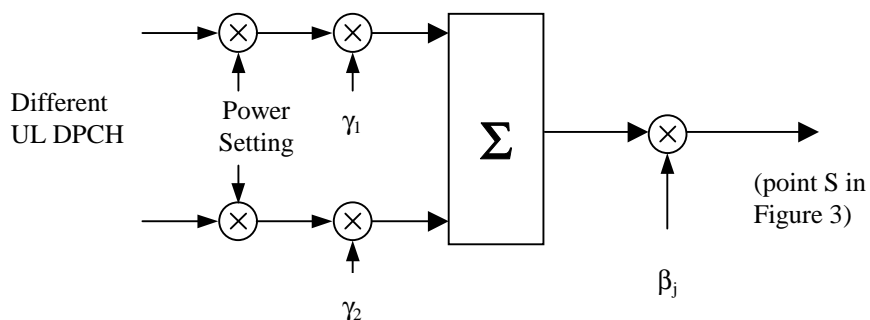 Different
UL DPCH
Power
Setting
γ1
γ2
Σ
βj
(point S in
Figure 3)